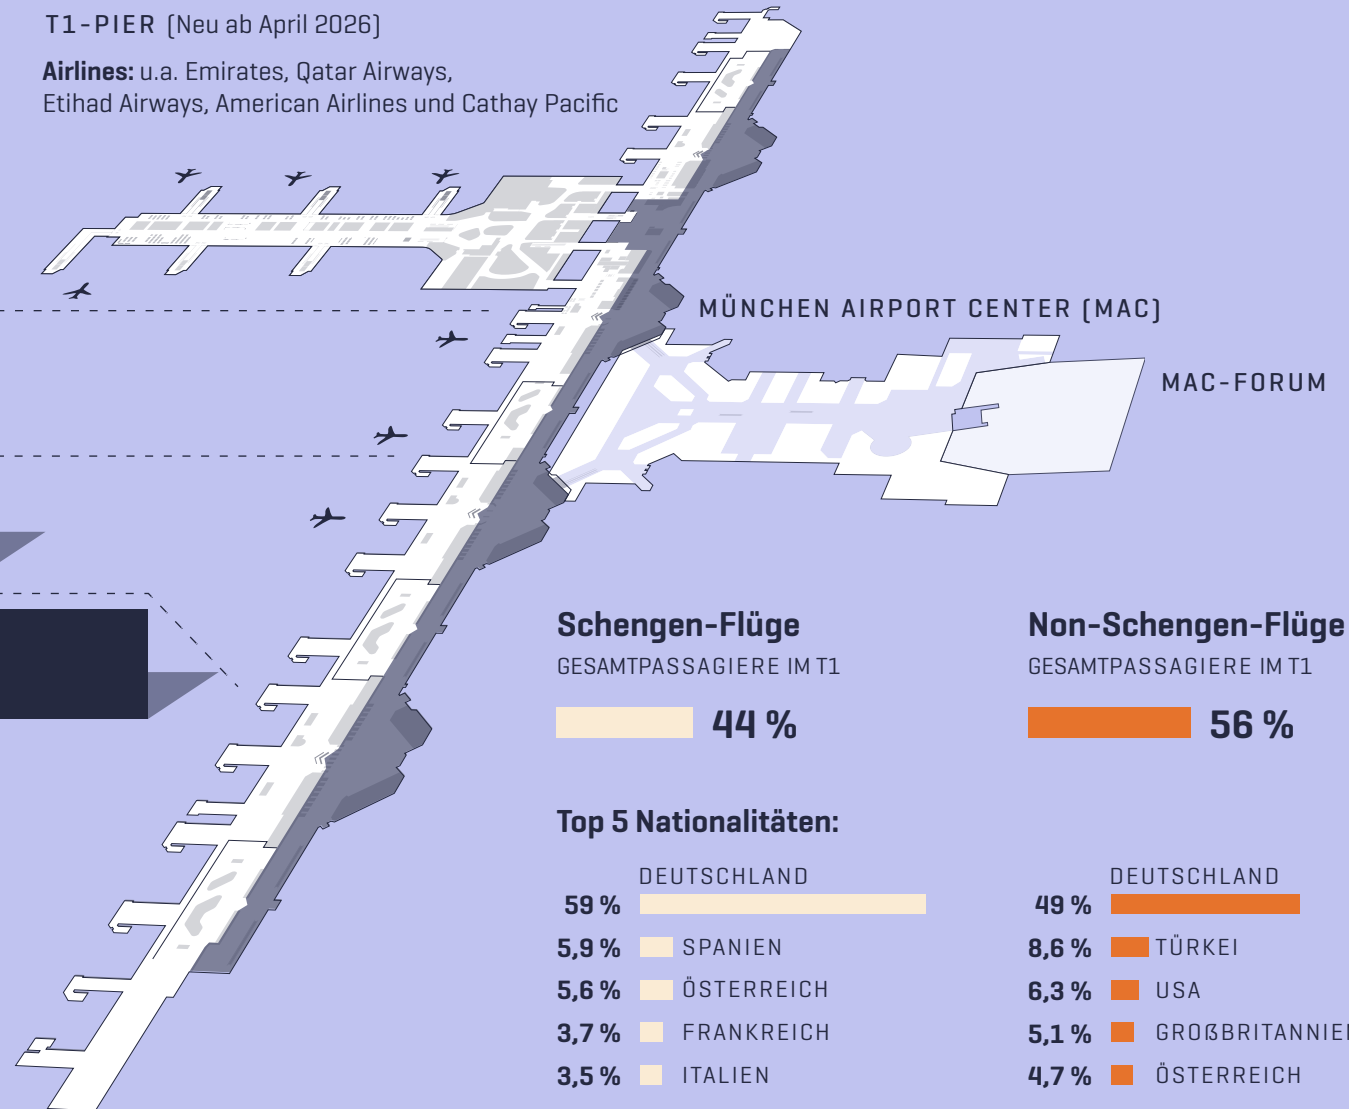 T1-PIER (Neu ab April 2026)
Airlines: u.a. Emirates, Qatar Airways,
Etihad Airways, American Airlines und Cathay Pacific
MÜNCHEN AIRPORT CENTER (MAC)
MAC-FORUM
Schengen-Flüge
GESAMTPASSAGIERE IM T1
44 %
Non-Schengen-Flüge
GESAMTPASSAGIERE IM T1
56 %
Top 5 Nationalitäten:
DEUTSCHLAND
59 %
5,9 % SPANIEN
5,6 % ÖSTERREICH
3,7 % FRANKREICH
3,5 % ITALIEN
DEUTSCHLAND
49 %
8,6 % TÜRKEI
6,3 % USA
5,1 % GROßBRITANNIEN
4,7 % ÖSTERREICH